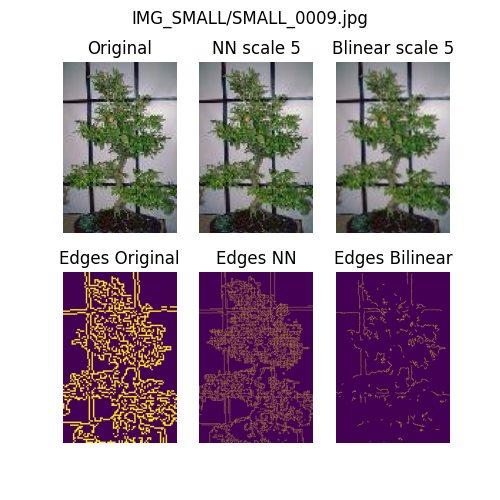 IMG_SMALL/SMALL_0009.jpg
Original
NN scale 5
Blinear scale 5
Edges Original
Edges NN
Edges Bilinear